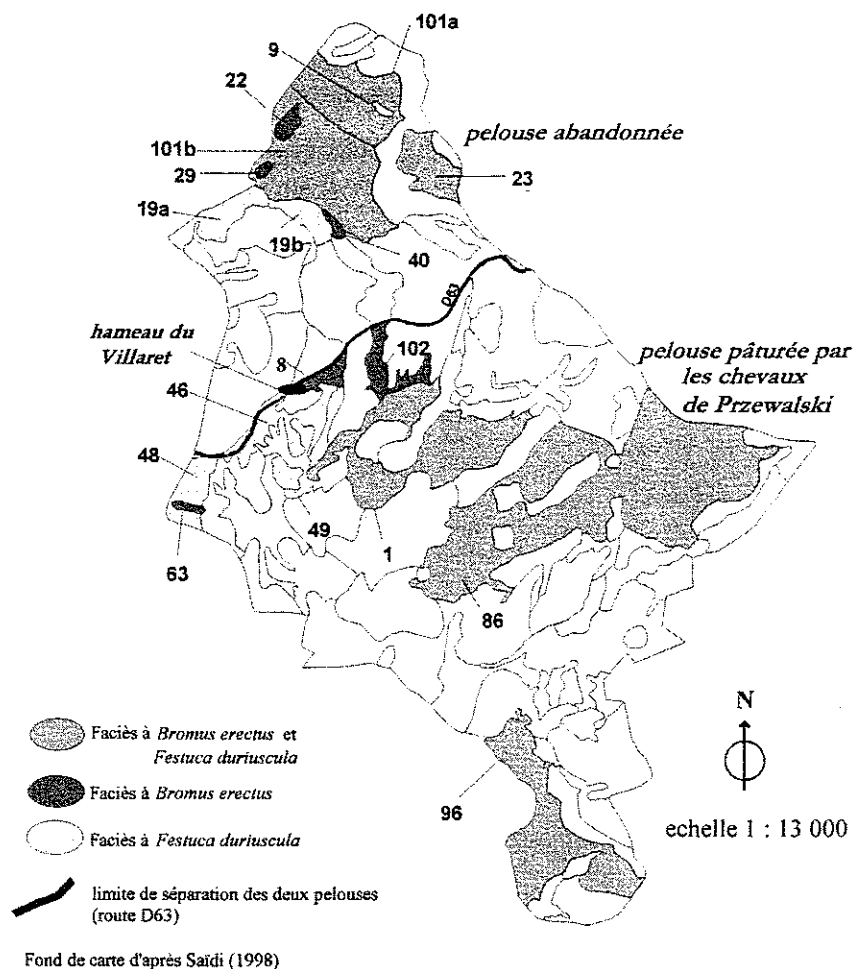 101a
9
22
pelouse abandonnée
101b
29
23
19a
19b
40
D63
hameau du
Villaret
8
102
pelouse pâturée par
les chevaux
de Przewalski
46
48
49
1
63
86
N
96
echelle 1 : 13 000
Faciès à Bromus erectus et
Festuca duriuscula
Faciès à Bromus erectus
Faciès à Festuca duriuscula
limite de séparation des deux pelouses
(route D63)
Fond de carte d'après Saïdi (1998)